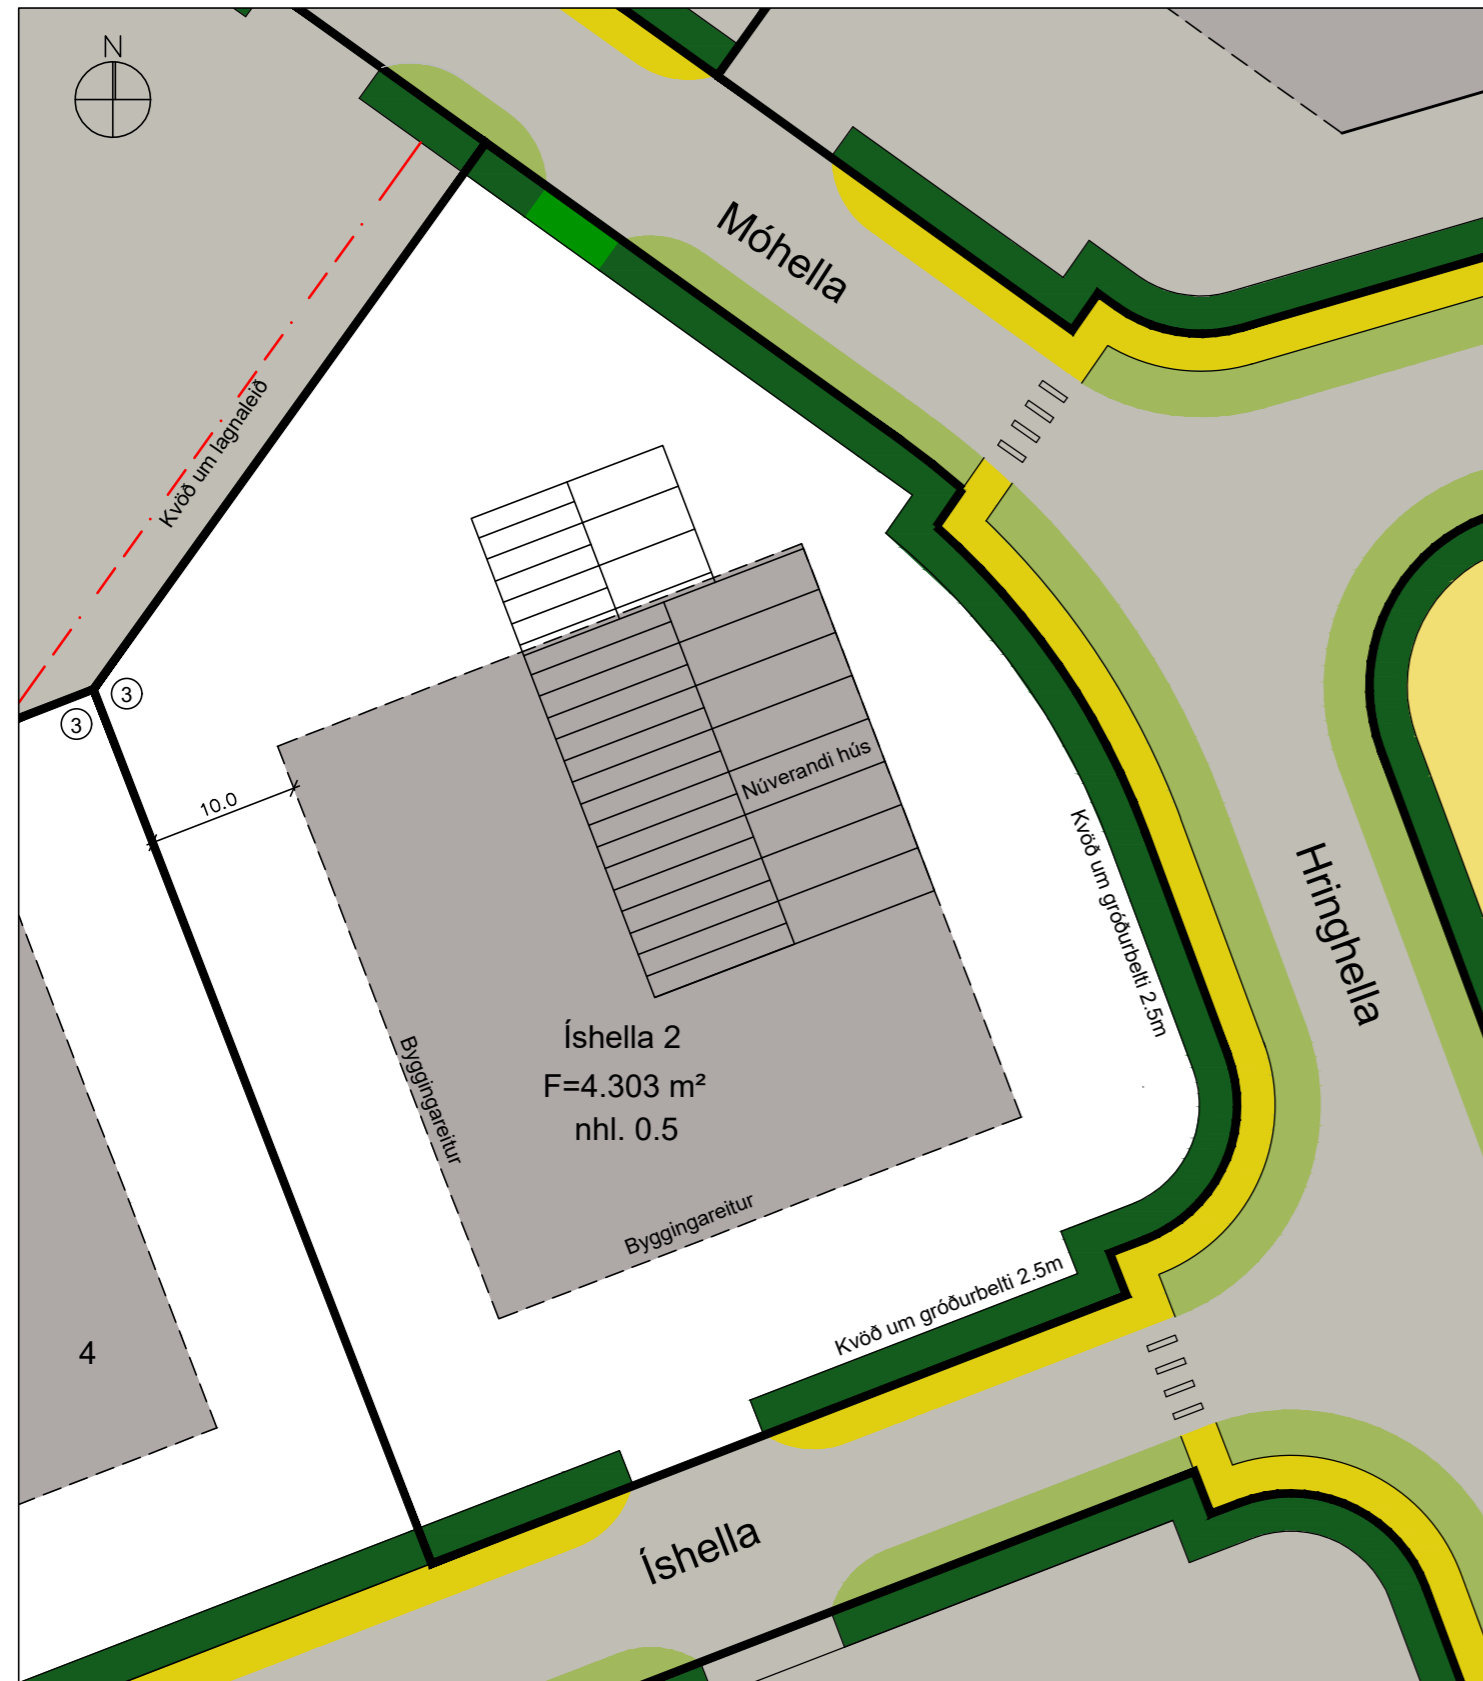 N
Móhella
Kvöð um lagnaleið
3
3
10.0
Núverandi hús
Kvöð um gróðurbelti 2.5m
Hringhella
Íshella 2
F=4.303 m²
nhl. 0.5
Byggingareitur
Byggingareitur
Kvöð um gróðurbelti 2.5m
4
Íshella